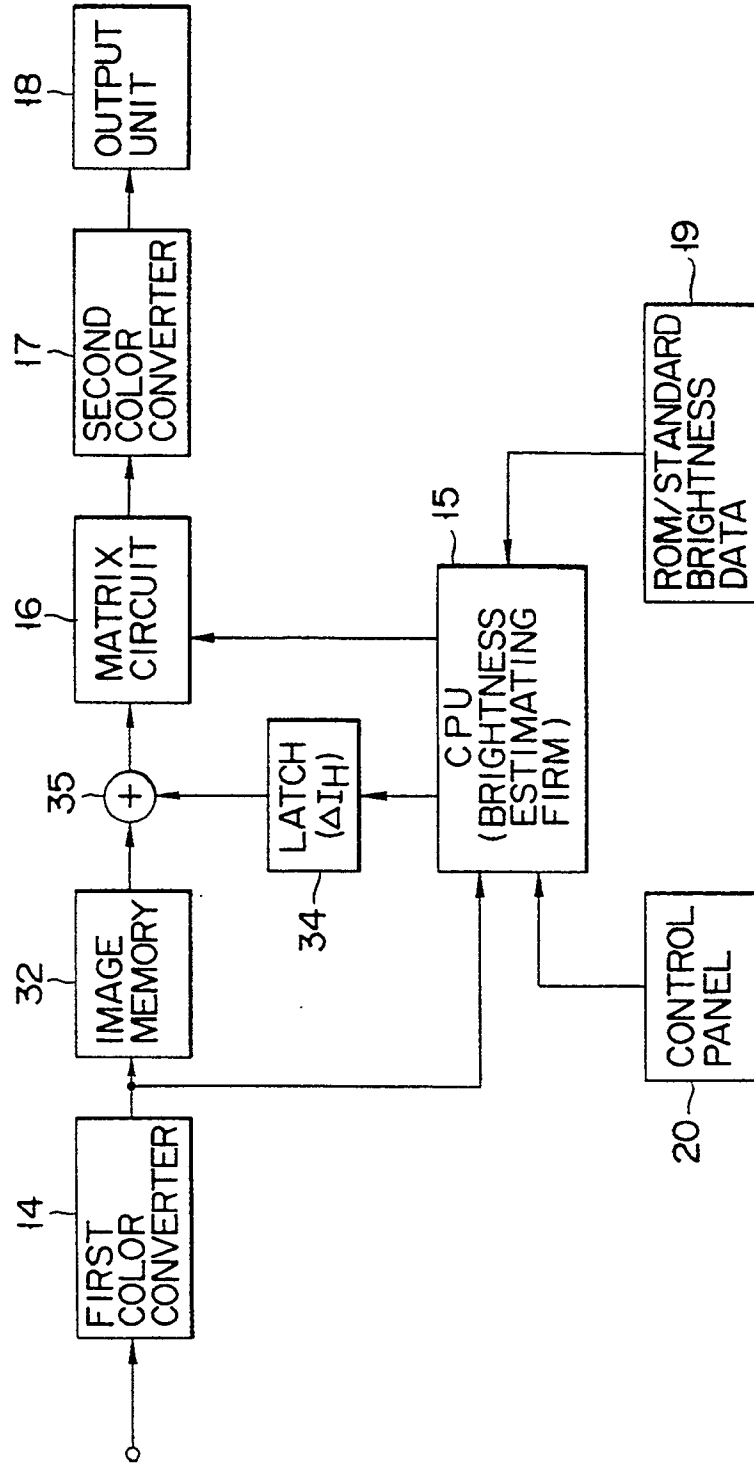 14
FIRST
COLOR
CONVERTER
32
IMAGE
MEMORY
35
+
16
MATRIX
CIRCUIT
17
SECOND
COLOR
CONVERTER
18
OUTPUT
UNIT
34
LATCH
(ΔIH)
15
CPU
(BRIGHTNESS
ESTIMATING
FIRM)
20
CONTROL
PANEL
19
ROM/STANDARD
BRIGHTNESS
DATA